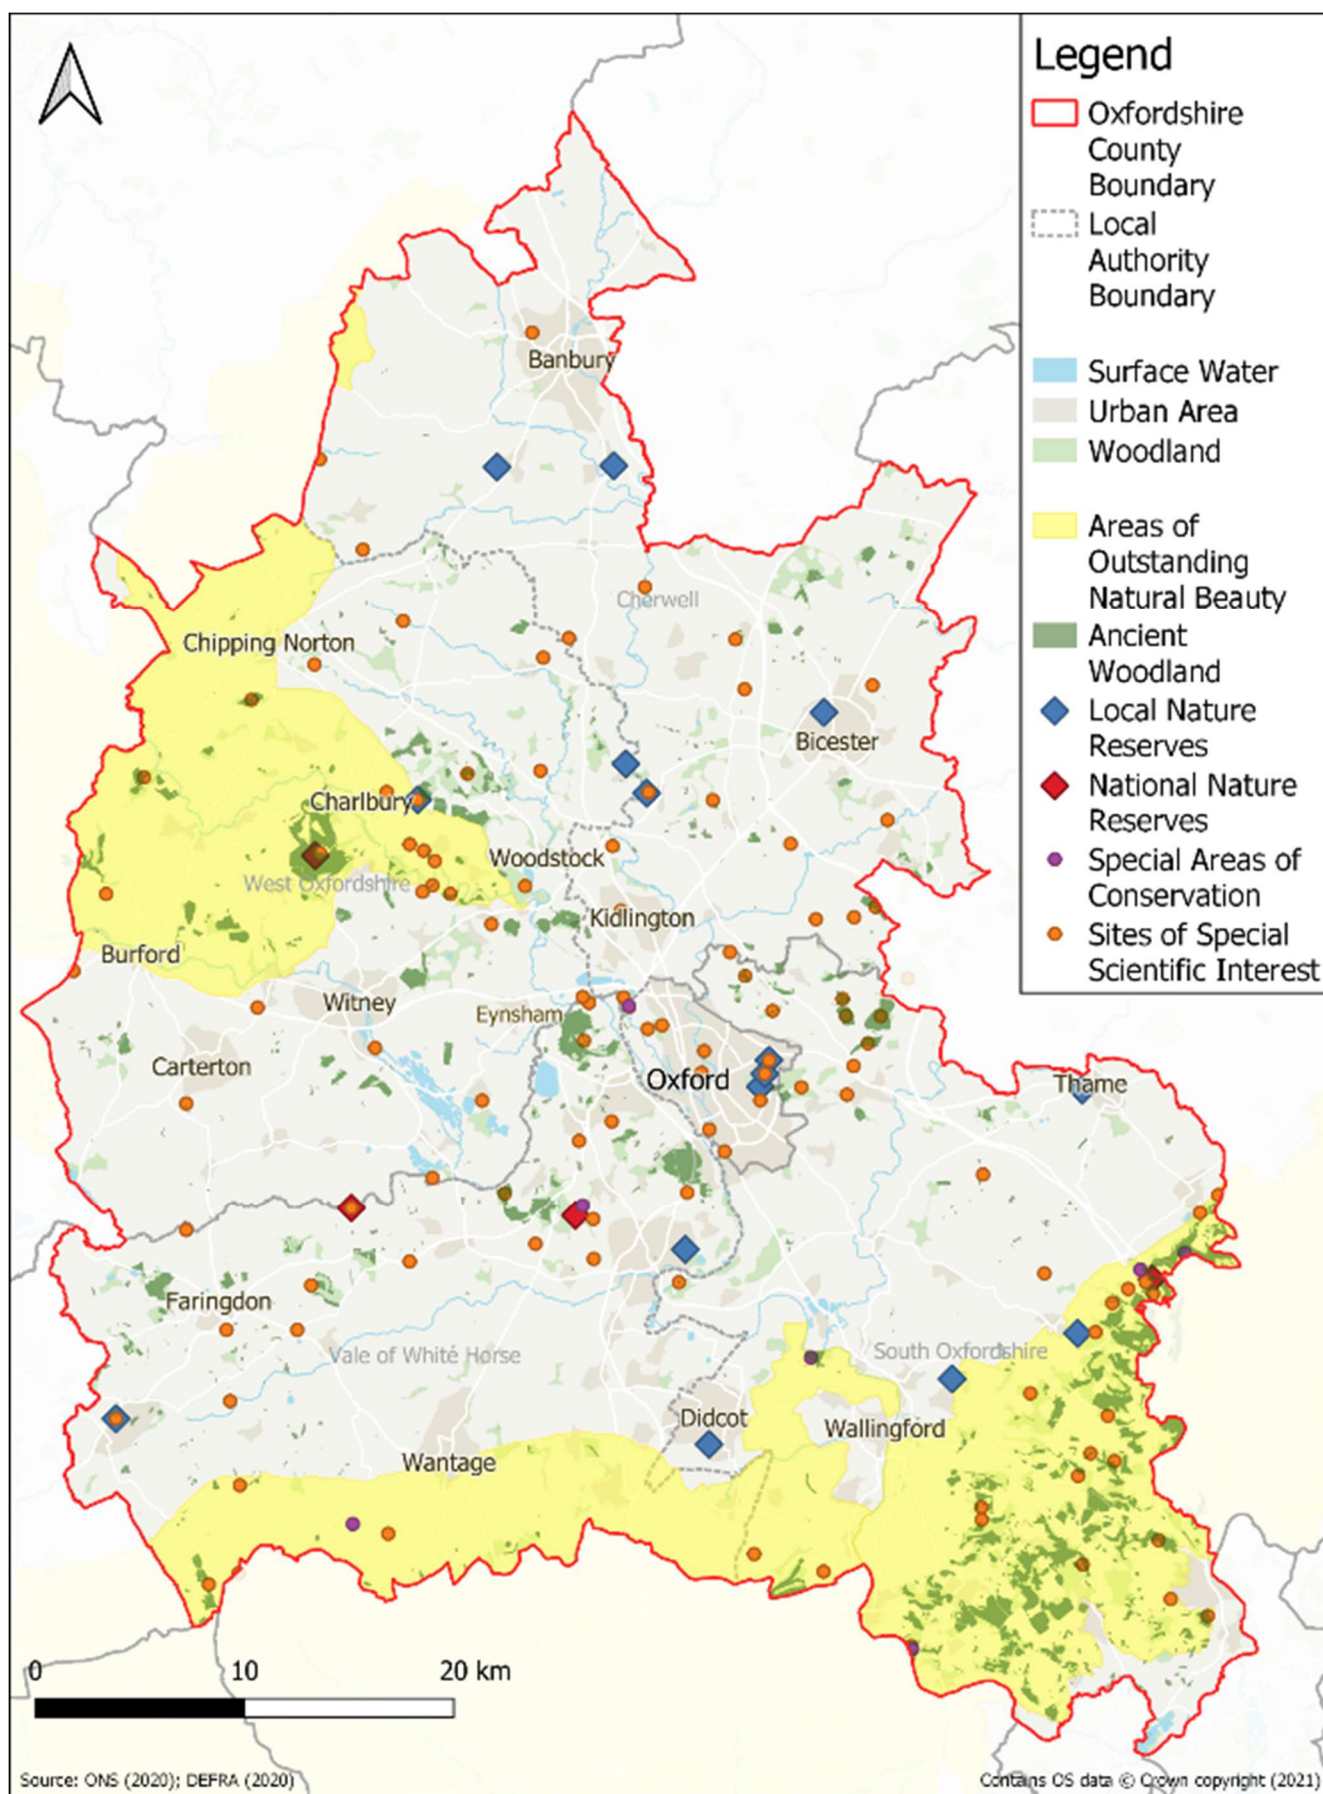 Legend
Oxfordshire
County
Boundary
Local
Authority
Boundary
Surface Water
Urban Area
Woodland
Areas of
Outstanding
Natural Beauty
Ancient
Woodland
Local Nature
Reserves
National Nature
Reserves
Special Areas of
Conservation
Sites of Special
Scientific Interest
Banbury
Cherwell
Chipping Norton
Bicester
Charlbury
Woodstock
West Oxfordshire
Kidlington
Burford
Witney
Eynsham
Carterton
Oxford
Thame
Faringdon
Vale of White Horse
South Oxfordshire
Didcot
Wallingford
Wantage
0 10 20 km
Source: ONS (2020); DEFRA (2020)
Contains OS data © Crown copyright (2021)